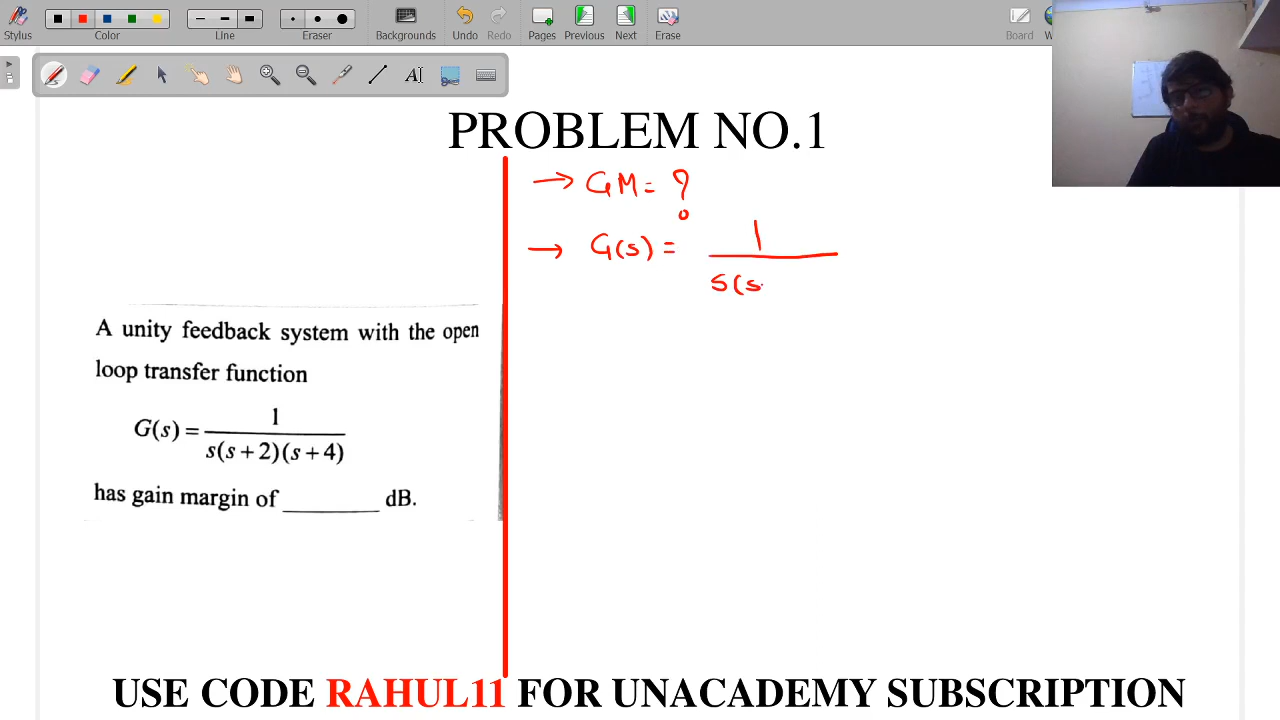 Stylus
Color
Line
Eraser
Backgrounds
Undo
Redo
Pages
Previous
Next
Erase
Board
PROBLEM NO.1
→ GM = ?
→ G(s) = 1
s(s
A unity feedback system with the open
loop transfer function
G(s) = 1
s(s+2)(s+4)
has gain margin of ________ dB.
USE CODE RAHUL11 FOR UNACADEMY SUBSCRIPTION